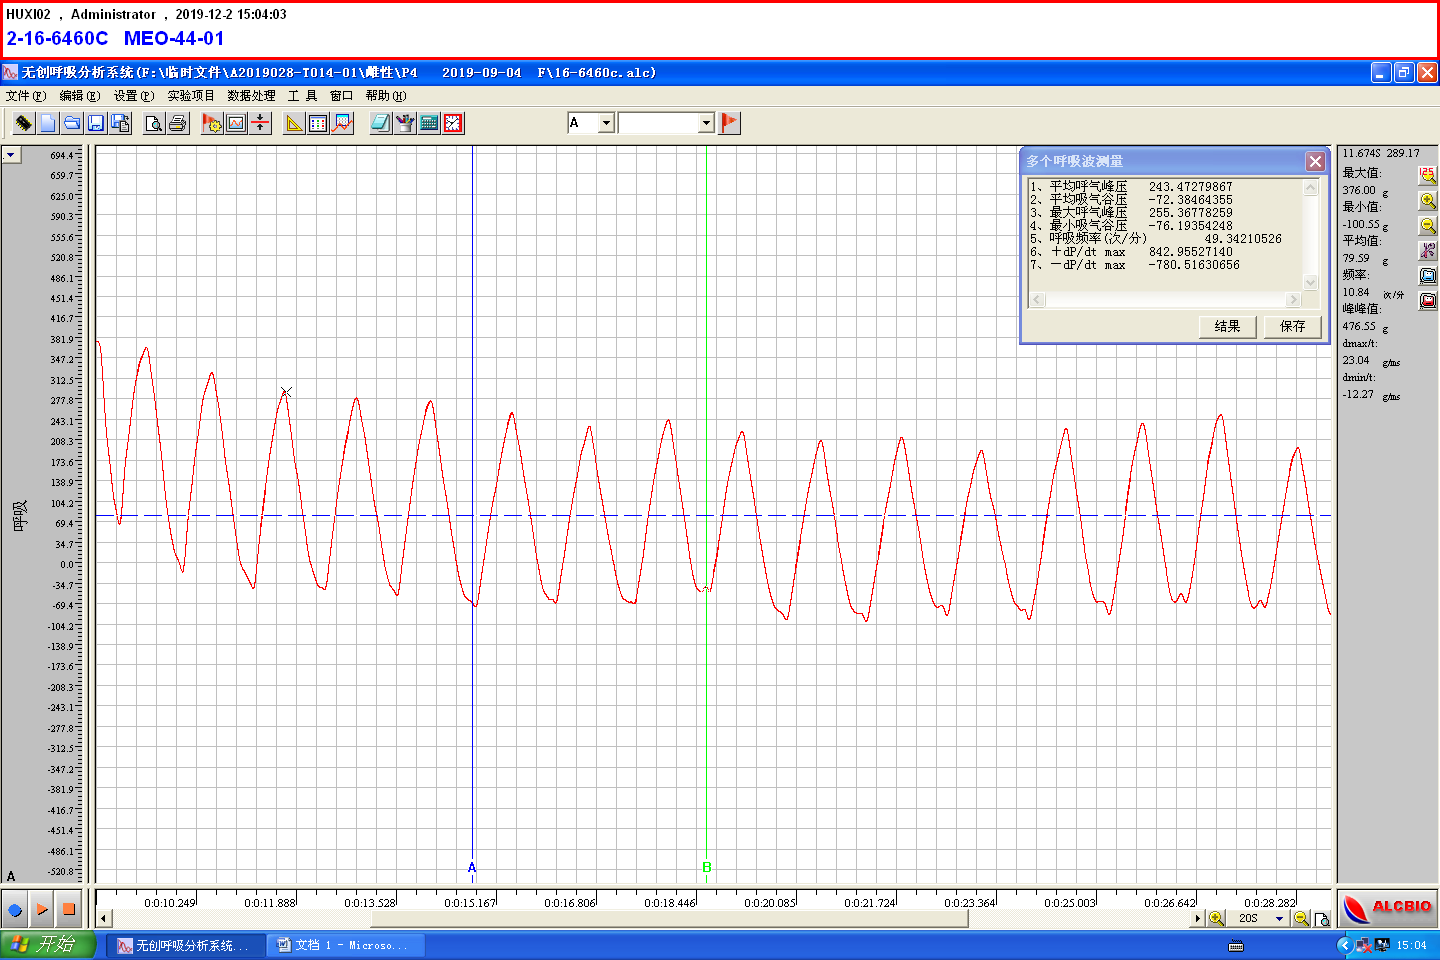 HUXI02 , Administrator , 2019-12-2 15:04:03
2-16-6460C MEO-44-01
无创呼吸分析系统(F:\临时文件\A2019028-T014-01\雌性\P4 2019-09-04 F\16-6460c.alc)
文件(F) 编辑(E) 设置(P) 实验项目 数据处理 工 具 窗口 帮助(H)
A
694.4
659.7
625.0
590.3
555.6
520.8
486.1
451.4
416.7
381.9
347.2
312.5
277.8
243.1
208.3
173.6
138.9
104.2
69.4
34.7
0.0
-34.7
-69.4
-104.2
-138.9
-173.6
-208.3
-243.1
-277.8
-312.5
-347.2
-381.9
-416.7
-451.4
-486.1
-520.8
呼吸
A
A
B
多个呼吸波测量
1、平均呼气峰压 243.47279867
2、平均吸气谷压 -72.38464355
3、最大呼气峰压 255.36778259
4、最小吸气谷压 -76.19354248
5、呼吸频率(次/分) 49.34210526
6、＋dP/dt max 842.95527140
7、－dP/dt max -780.51630656
结果 保存
11.674S 289.17
最大值:
376.00 g
最小值:
-100.55 g
平均值:
79.59 g
频率:
10.84 次/分
峰峰值:
476.55 g
dmax/t:
23.04 g/ms
dmin/t:
-12.27 g/ms
125
0:0:10.249 0:0:11.888 0:0:13.528 0:0:15.167 0:0:16.806 0:0:18.446 0:0:20.085 0:0:21.724 0:0:23.364 0:0:25.003 0:0:26.642 0:0:28.282
20S
ALCBIO
开始 无创呼吸分析系统... 文档 1 - Microso... 15:04